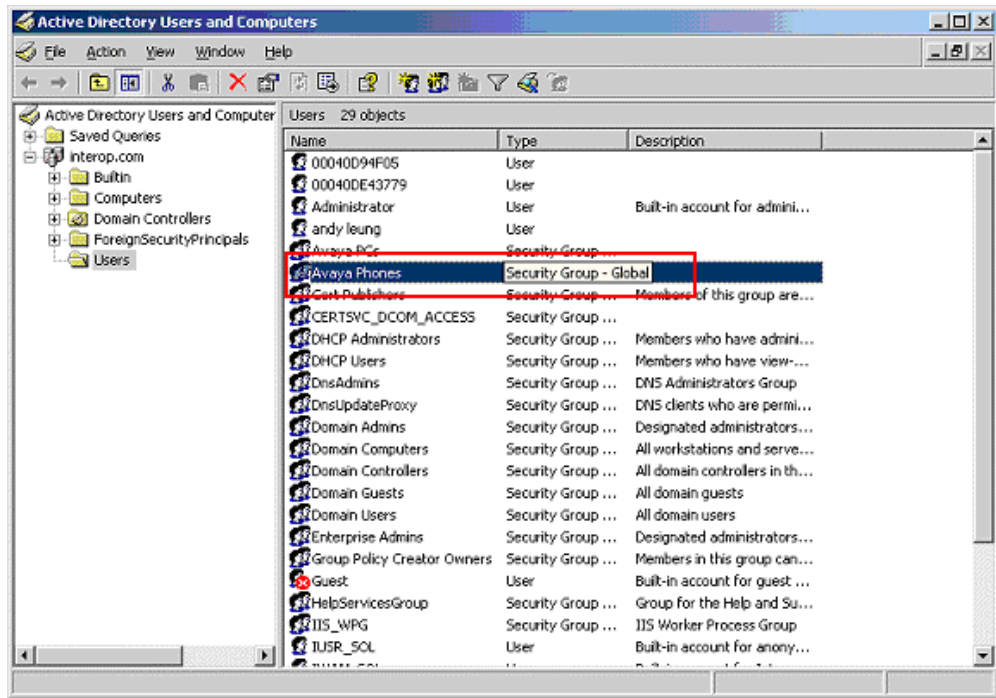 Active Directory Users and Computers
File Action View Window Help
Active Directory Users and Computer
Saved Queries
interop.com
Builtin
Computers
Domain Controllers
ForeignSecurityPrincipals
Users
Users 29 objects
Name Type Description
00040D94F05 User
00040DE43779 User
Administrator User Built-in account for admini...
andy leung User
Avaya PCs Security Group ...
Avaya Phones Security Group - Global
Cert Publishers Security Group ... Members of this group are...
CERTSVC_DCOM_ACCESS Security Group ...
DHCP Administrators Security Group ... Members who have admini...
DHCP Users Security Group ... Members who have view-...
DnsAdmins Security Group ... DNS Administrators Group
DnsUpdateProxy Security Group ... DNS clients who are permi...
Domain Admins Security Group ... Designated administrators...
Domain Computers Security Group ... All workstations and serve...
Domain Controllers Security Group ... All domain controllers in th...
Domain Guests Security Group ... All domain guests
Domain Users Security Group ... All domain users
Enterprise Admins Security Group ... Designated administrators...
Group Policy Creator Owners Security Group ... Members in this group can...
Guest User Built-in account for guest ...
HelpServicesGroup Security Group ... Group for the Help and Su...
IIS_WPG Security Group ... IIS Worker Process Group
IUSR_SOL User Built-in account for anony...